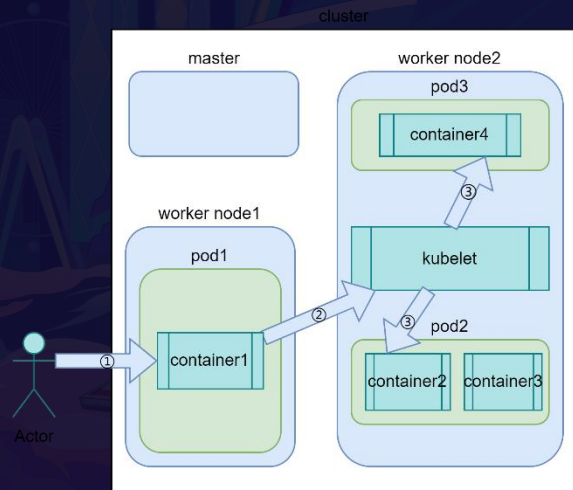 cluster
master
worker node2
pod3
container4
③
worker node1
pod1
kubelet
②
③
pod2
①
container1
container2
container3
Actor